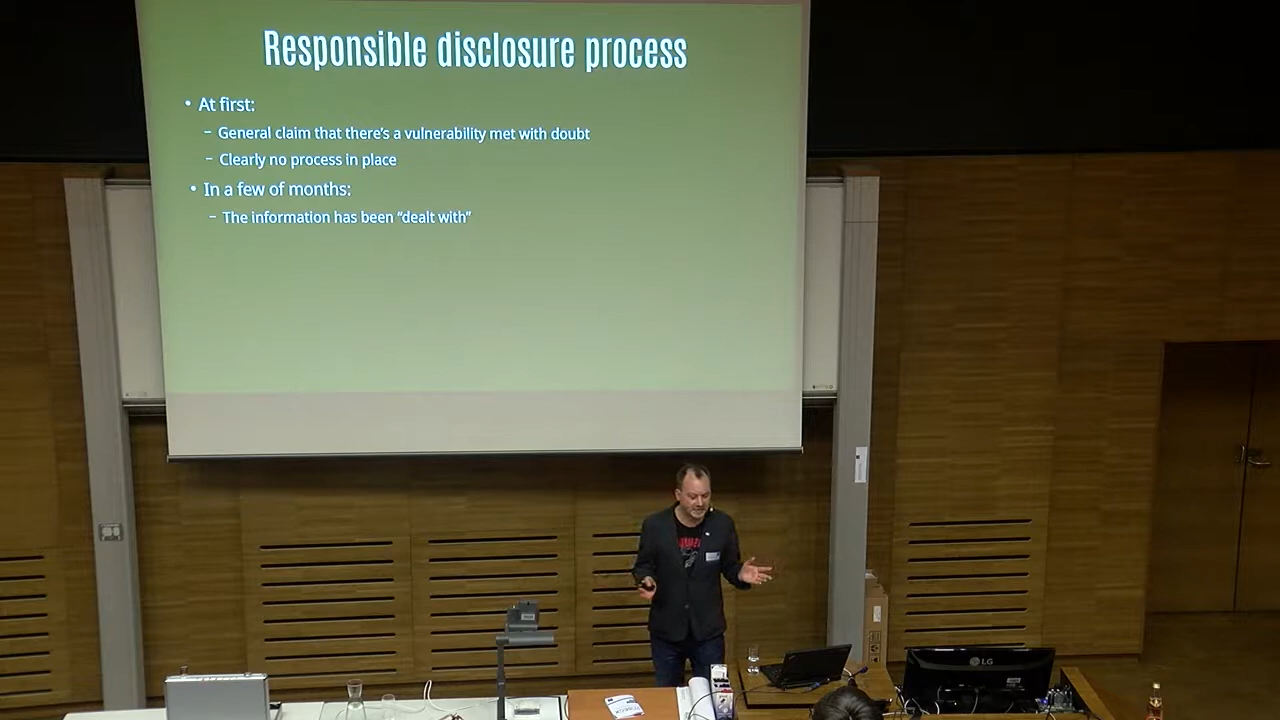 Responsible disclosure process
• At first:
– General claim that there's a vulnerability met with doubt
– Clearly no process in place
• In a few of months:
– The information has been “dealt with”
LG